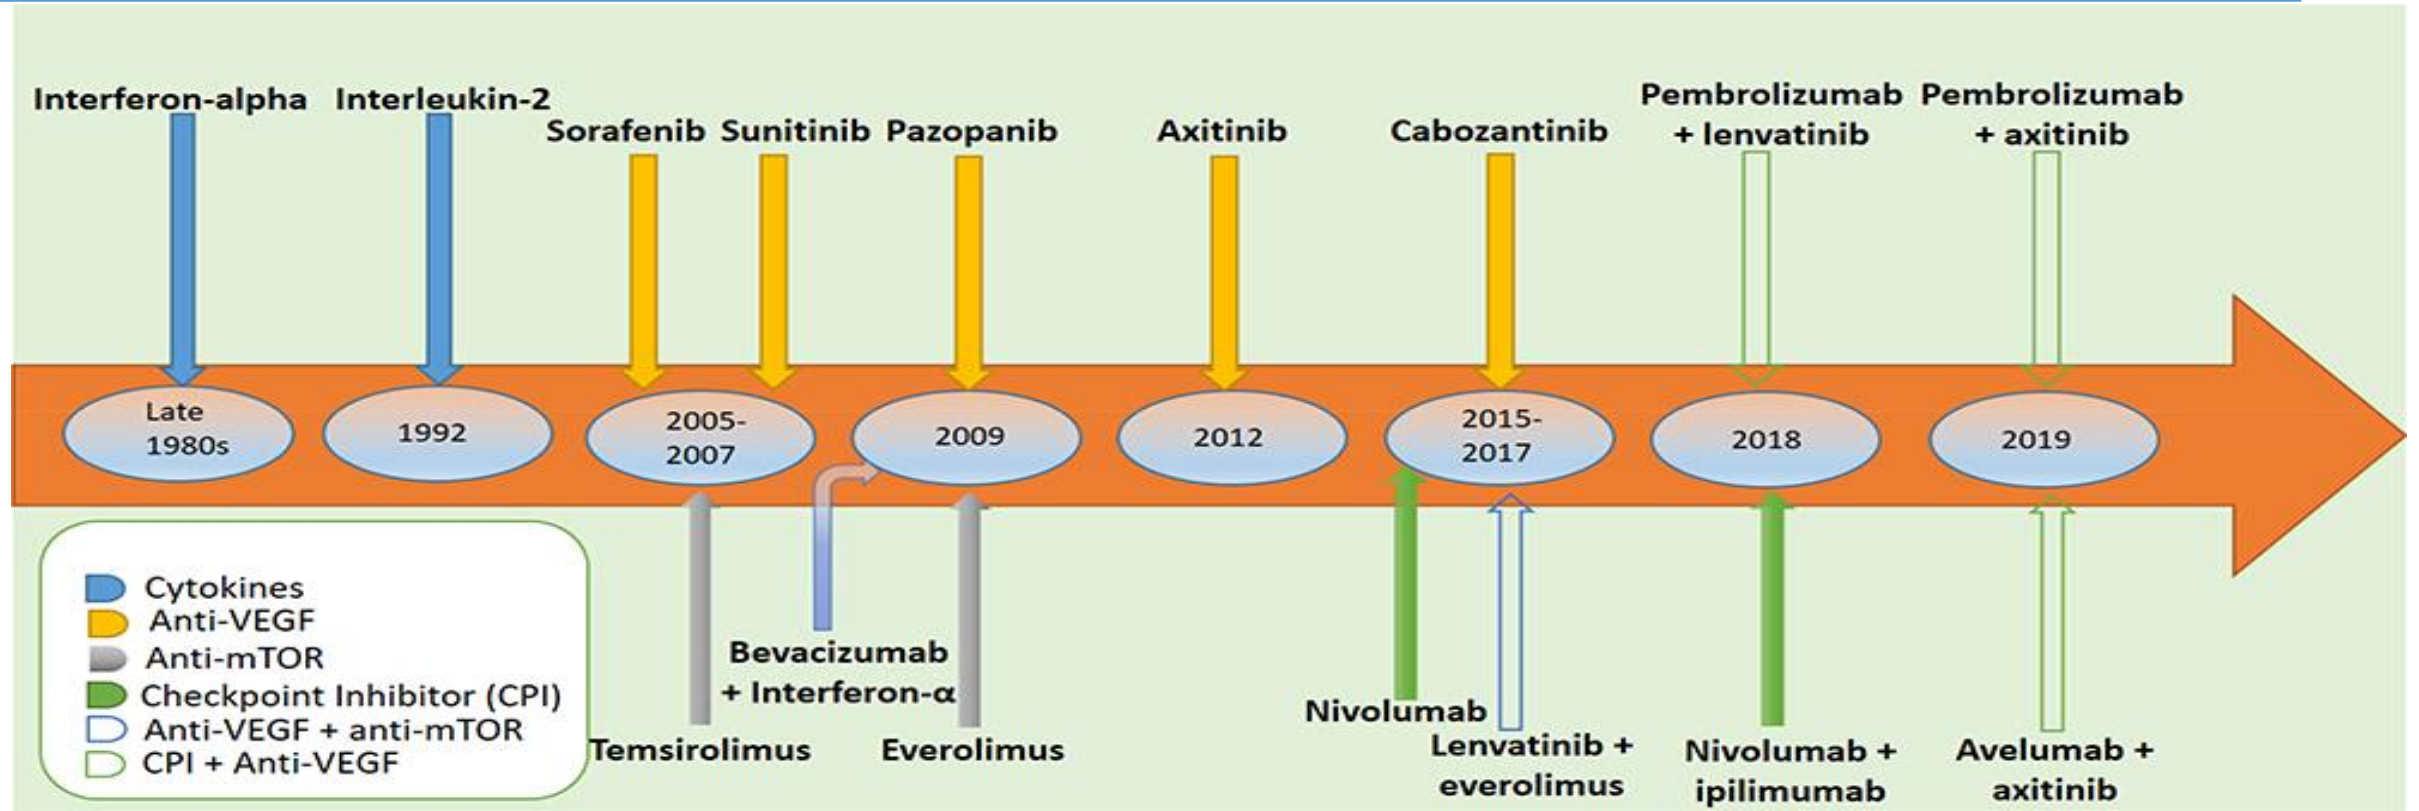 Interferon-alpha
Interleukin-2
Sorafenib
Sunitinib
Pazopanib
Axitinib
Cabozantinib
Pembrolizumab
+ lenvatinib
Pembrolizumab
+ axitinib
Late
1980s
1992
2005-
2007
2009
2012
2015-
2017
2018
2019
Cytokines
Anti-VEGF
Anti-mTOR
Checkpoint Inhibitor (CPI)
Anti-VEGF + anti-mTOR
CPI + Anti-VEGF
Temsirolimus
Bevacizumab
+ Interferon-α
Everolimus
Nivolumab
Lenvatinib +
everolimus
Nivolumab +
ipilimumab
Avelumab +
axitinib